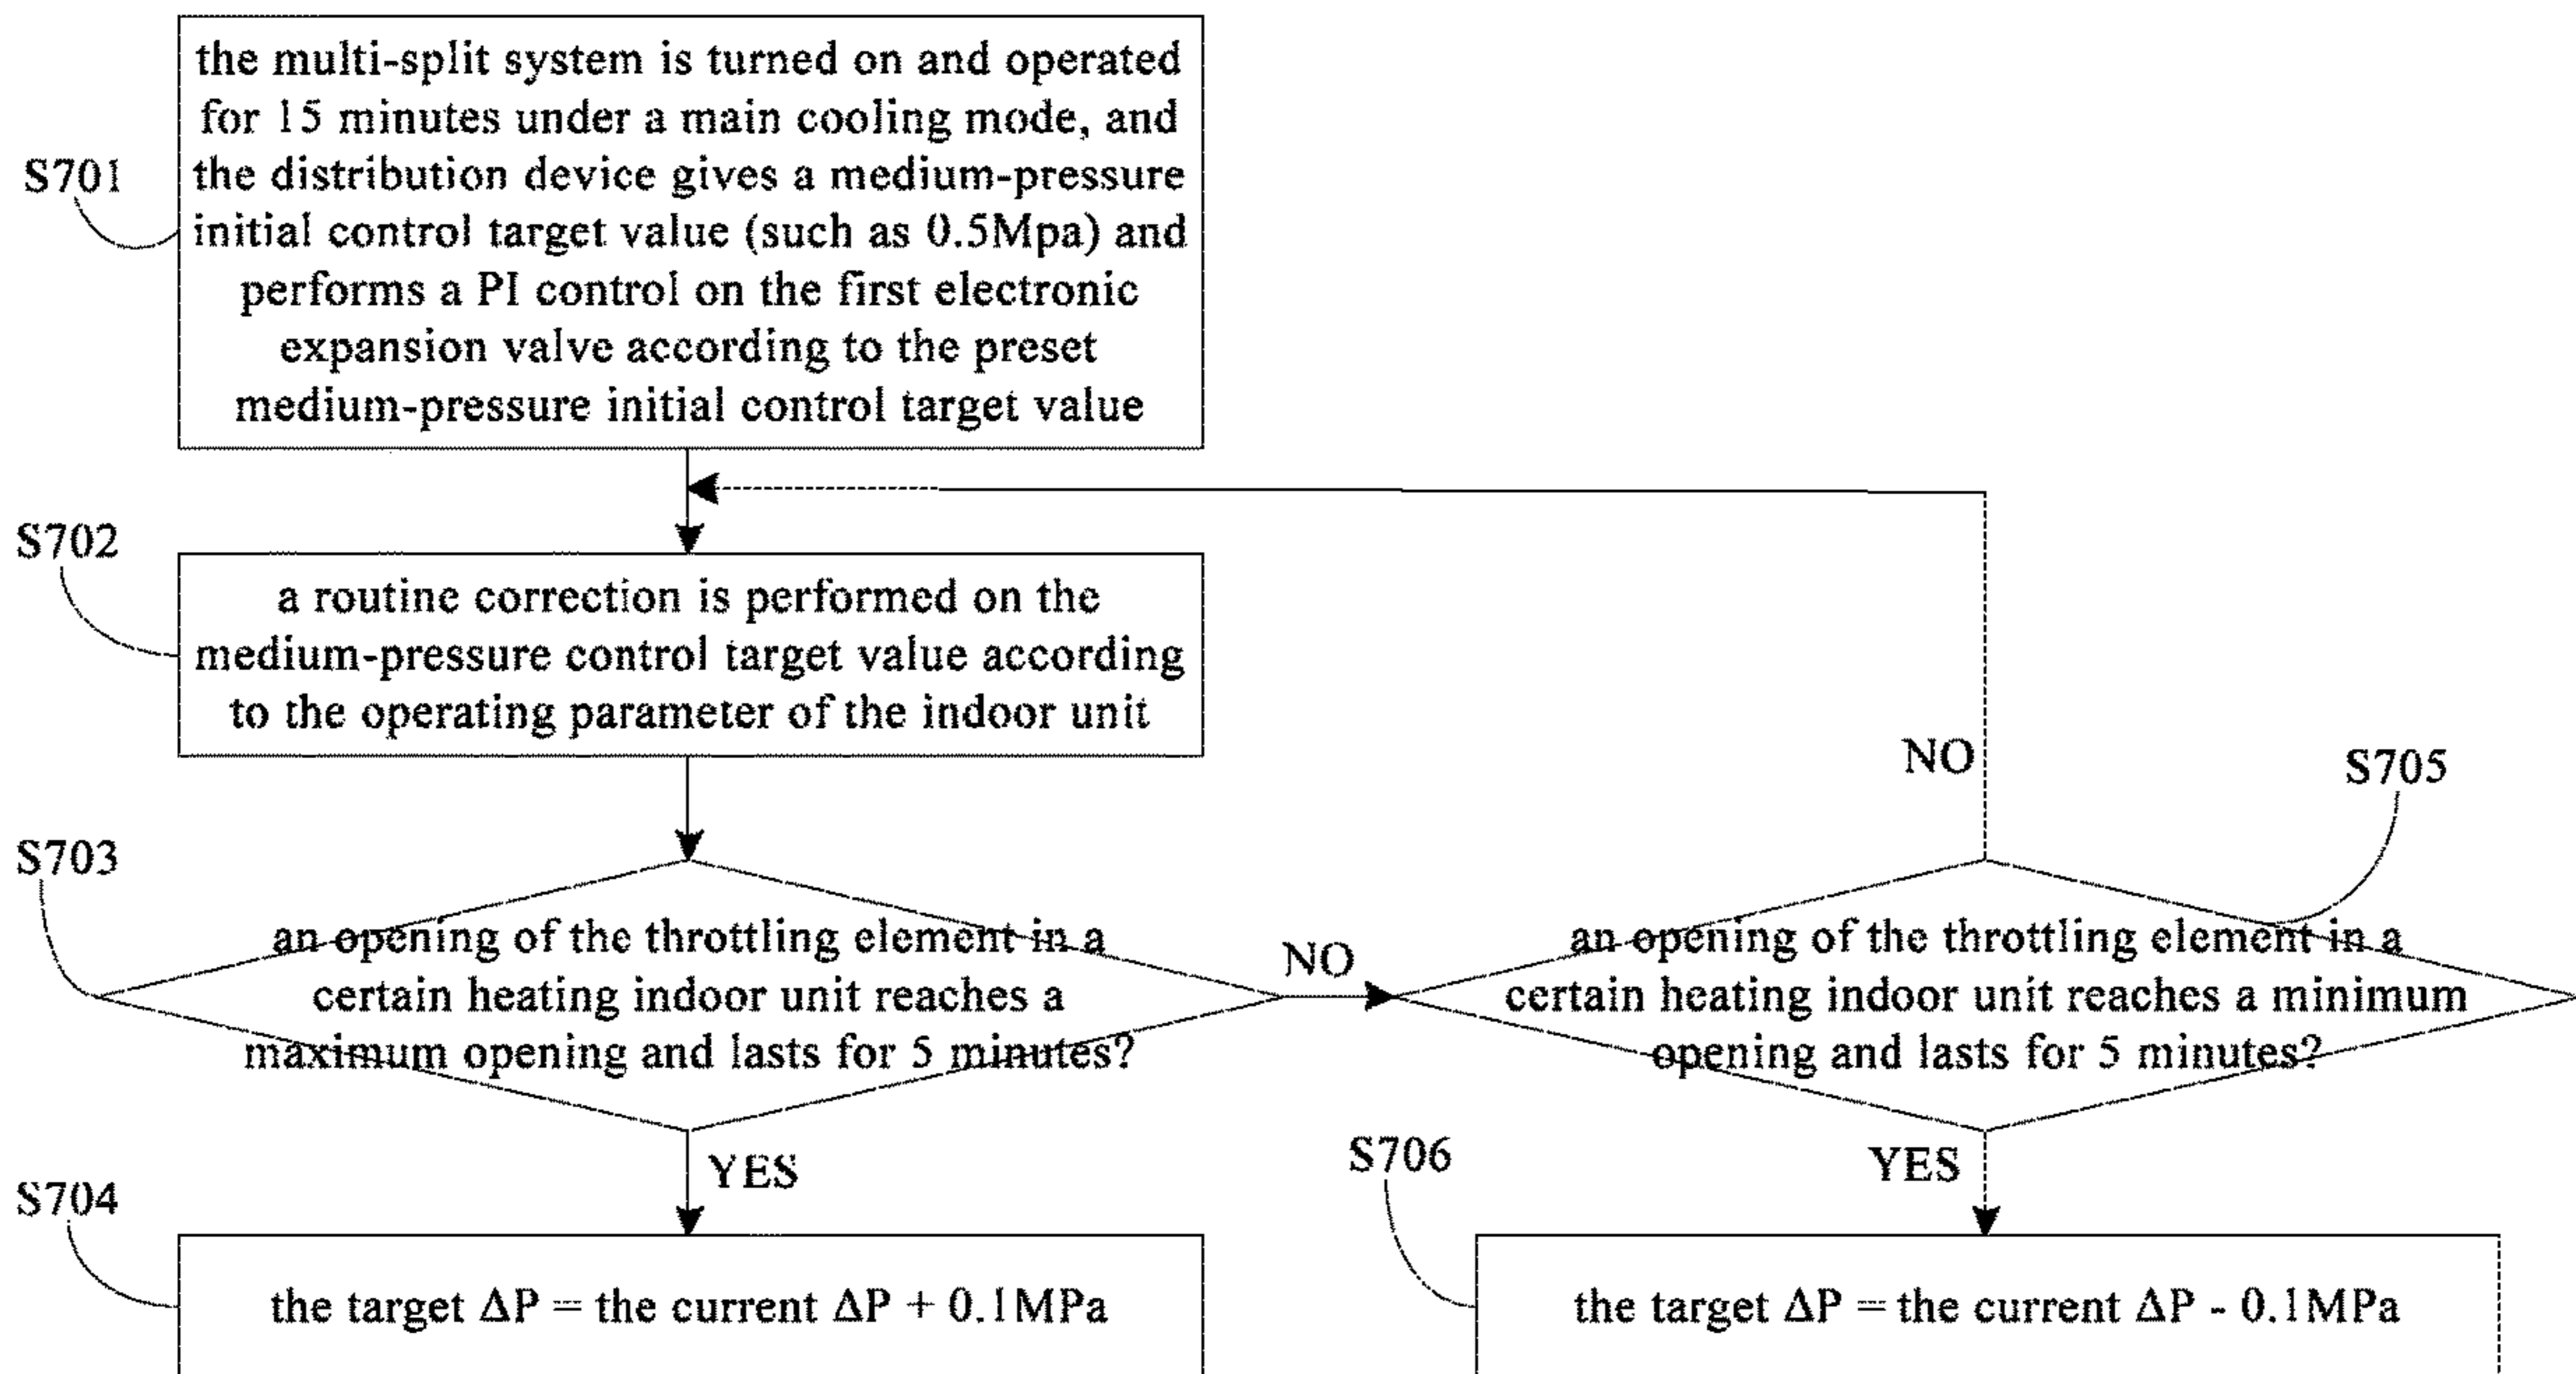 the multi-split system is turned on and operated
for 15 minutes under a main cooling mode, and
the distribution device gives a medium-pressure
initial control target value (such as 0.5Mpa) and
performs a PI control on the first electronic
expansion valve according to the preset
medium-pressure initial control target value
S701
S702
a routine correction is performed on the
medium-pressure control target value according
to the operating parameter of the indoor unit
S703
an opening of the throttling element in a
certain heating indoor unit reaches a
maximum opening and lasts for 5 minutes?
NO
NO
S705
an opening of the throttling element in a
certain heating indoor unit reaches a minimum
opening and lasts for 5 minutes?
YES
YES
S704
the target ΔP = the current ΔP + 0.1MPa
S706
the target ΔP = the current ΔP - 0.1MPa